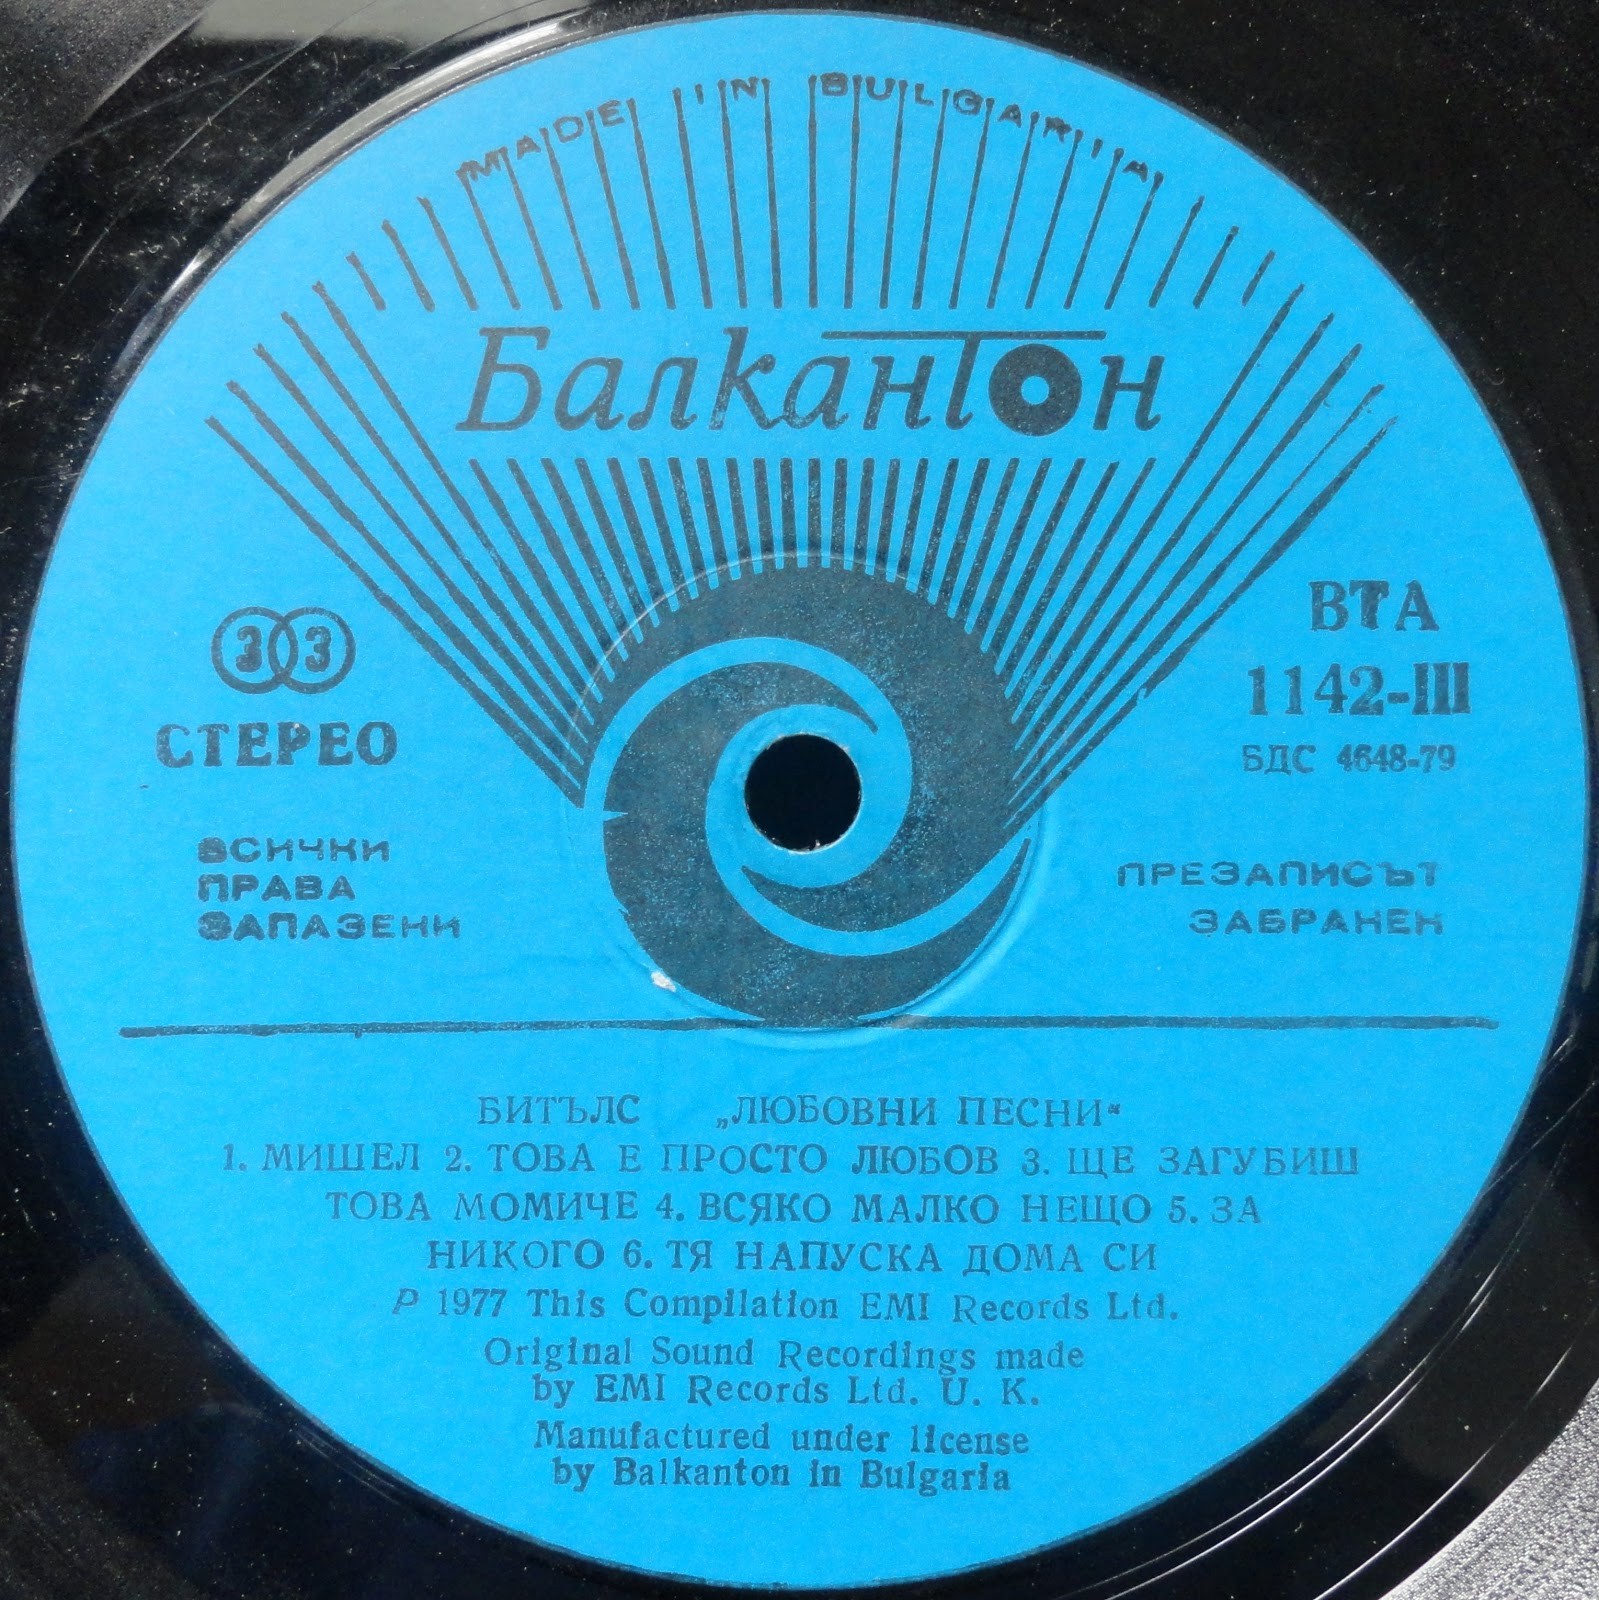 MADE IN BULGARIA
Балкантон
33
СТЕРЕО
ВТА
1142-III
БДС 4648-79
ВСИЧКИ
ПРАВА
ЗАПАЗЕНИ
ПРЕЗАПИСЪТ
ЗАБРАНЕН
БИТЪЛС „ЛЮБОВНИ ПЕСНИ“
1. МИШЕЛ 2. ТОВА Е ПРОСТО ЛЮБОВ 3. ЩЕ ЗАГУБИШ
ТОВА МОМИЧЕ 4. ВСЯКО МАЛКО НЕЩО 5. ЗА
НИКОГО 6. ТЯ НАПУСКА ДОМА СИ
P 1977 This Compilation EMI Records Ltd.
Original Sound Recordings made
by EMI Records Ltd. U. K.
Manufactured under license
by Balkanton in Bulgaria